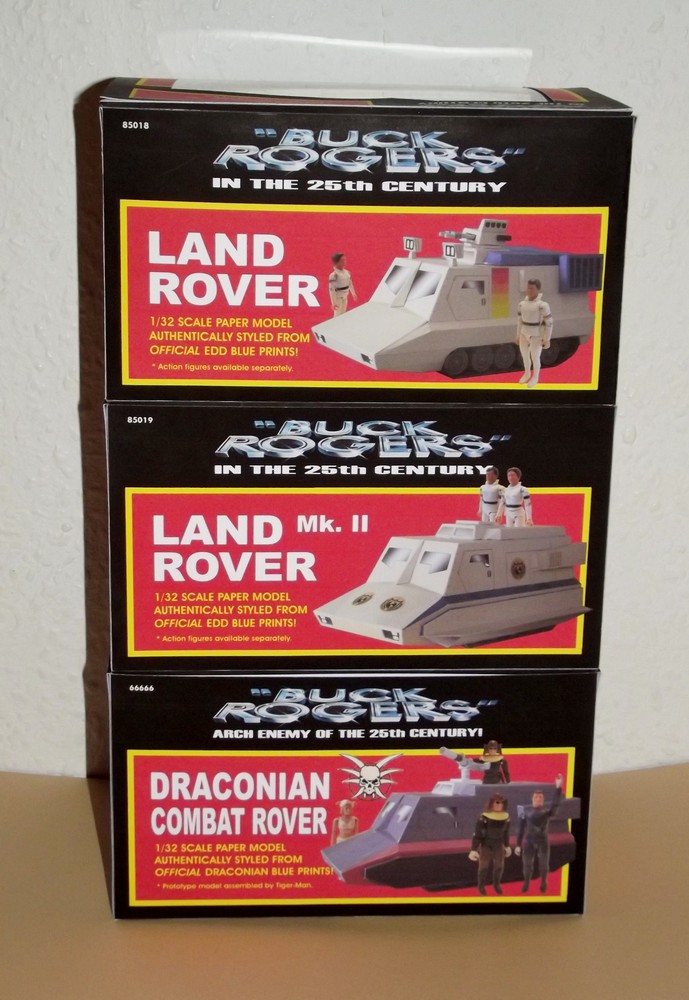 85018
"BUCK
ROGERS"
IN THE 25th CENTURY
LAND
ROVER
1/32 SCALE PAPER MODEL
AUTHENTICALLY STYLED FROM
OFFICIAL EDD BLUE PRINTS!
* Action figures available separately.
85019
"BUCK
ROGERS"
IN THE 25th CENTURY
LAND Mk. II
ROVER
1/32 SCALE PAPER MODEL
AUTHENTICALLY STYLED FROM
OFFICIAL EDD BLUE PRINTS!
* Action figures available separately.
66666
"BUCK
ROGERS"
ARCH ENEMY OF THE 25th CENTURY!
DRACONIAN
COMBAT ROVER
1/32 SCALE PAPER MODEL
AUTHENTICALLY STYLED FROM
OFFICIAL DRACONIAN BLUE PRINTS!
* Prototype model assembled by Tiger-Man.